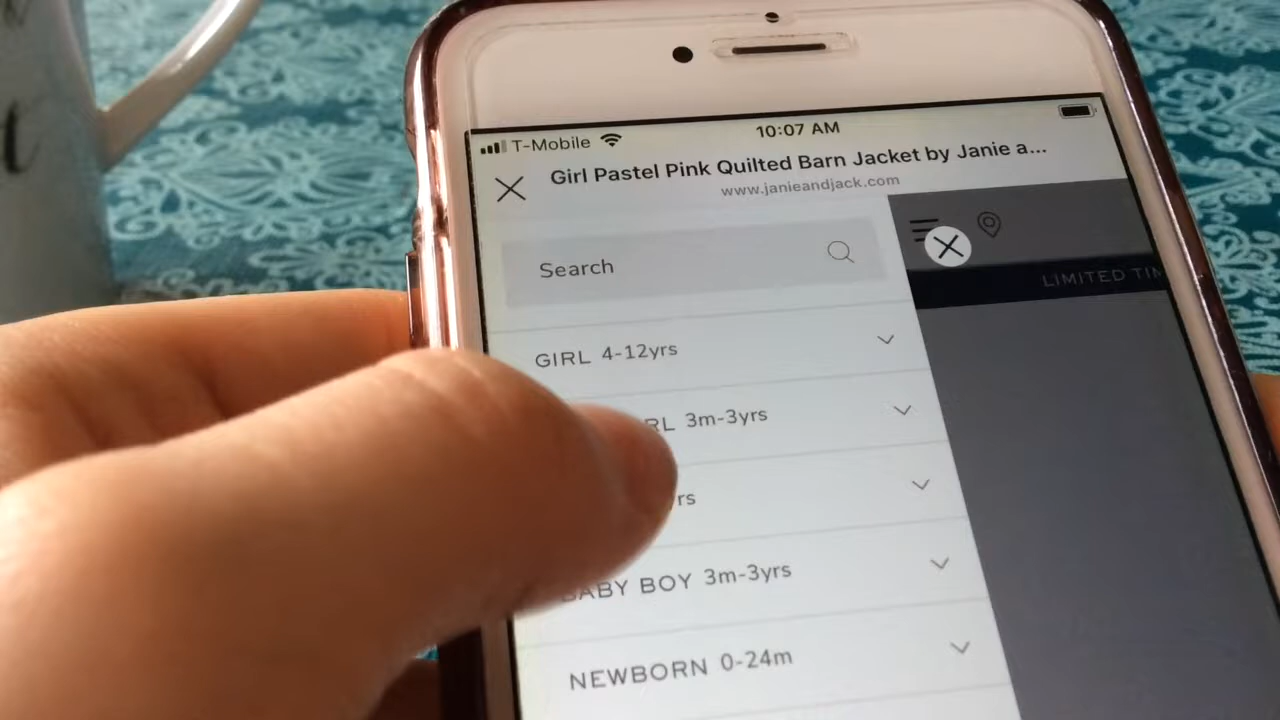 T-Mobile
10:07 AM
Girl Pastel Pink Quilted Barn Jacket by Janie a...
www.janieandjack.com
Search
LIMITED TIM
GIRL 4-12yrs
RL 3m-3yrs
rs
BABY BOY 3m-3yrs
NEWBORN 0-24m